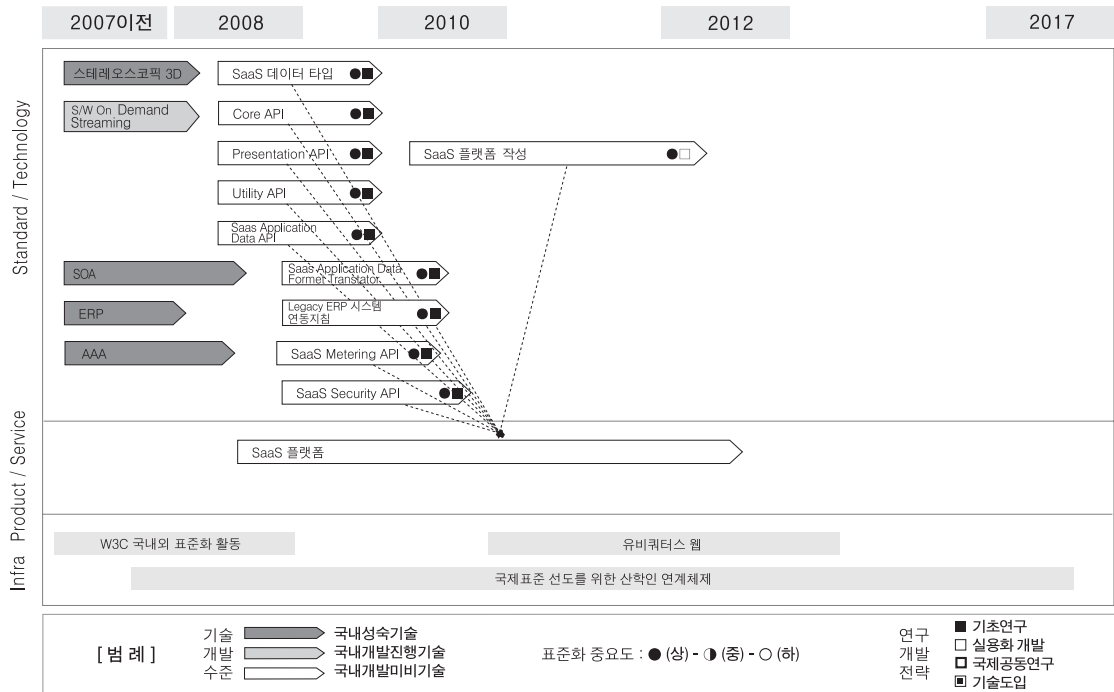 2007이전 2008 2010 2012 2017
Standard / Technology
스테레오스코픽 3D
SaaS 데이터 타입
S/W On Demand
Streaming
Core API
Presentation API
SaaS 플랫폼 작성
Utility API
Saas Application
Data API
SOA
Saas Application Data
Formet Transtator
ERP
Legacy ERP 시스템
연동지침
AAA
SaaS Metering API
SaaS Security API
Product / Service
SaaS 플랫폼
Infra
W3C 국내외 표준화 활동
유비쿼터스 웹
국제표준 선도를 위한 산학인 연계체제
[ 범 례 ]
기술
개발
수준
국내성숙기술
국내개발진행기술
국내개발미비기술
표준화 중요도 : ● (상) - ◑ (중) - ○ (하)
연구
개발
전략
■ 기초연구
□ 실용화 개발
□ 국제공동연구
▣ 기술도입